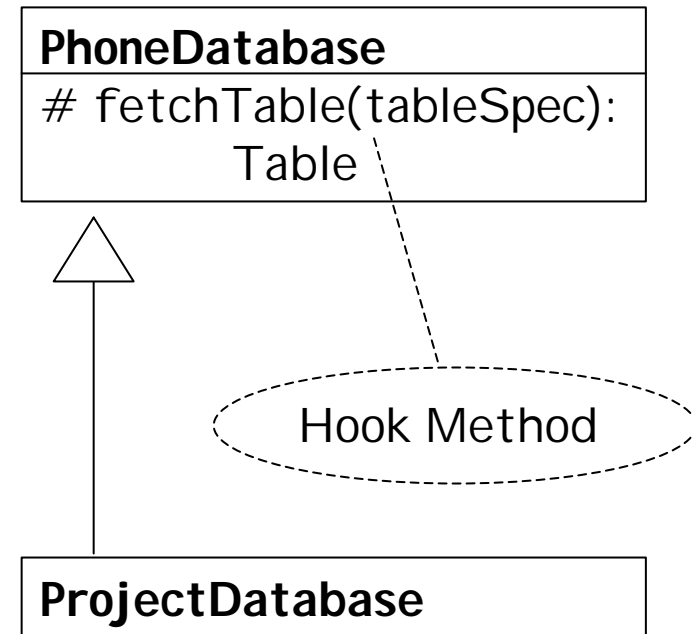 PhoneDatabase
# fetchTable(tableSpec):
Table
Hook Method
ProjectDatabase